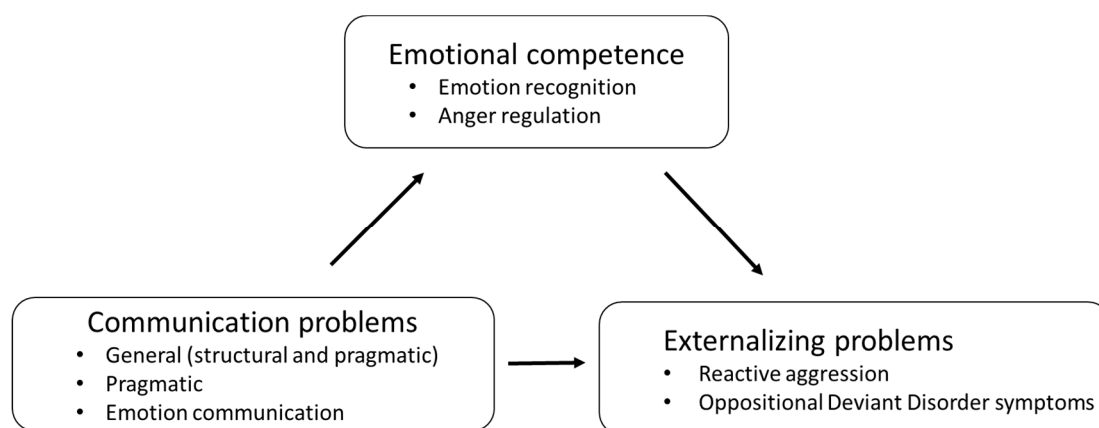 Emotional competence
• Emotion recognition
• Anger regulation
Communication problems
• General (structural and pragmatic)
• Pragmatic
• Emotion communication
Externalizing problems
• Reactive aggression
• Oppositional Deviant Disorder symptoms